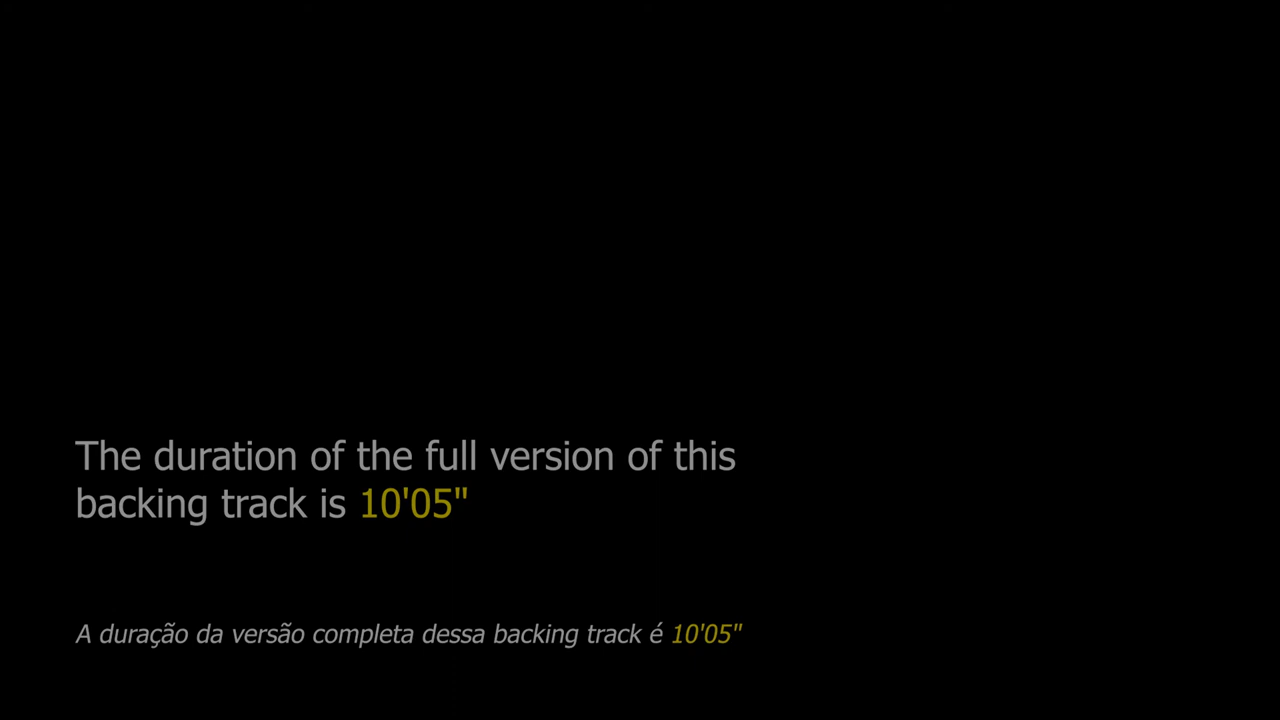 The duration of the full version of this
backing track is 10'05"
A duração da versão completa dessa backing track é 10'05"